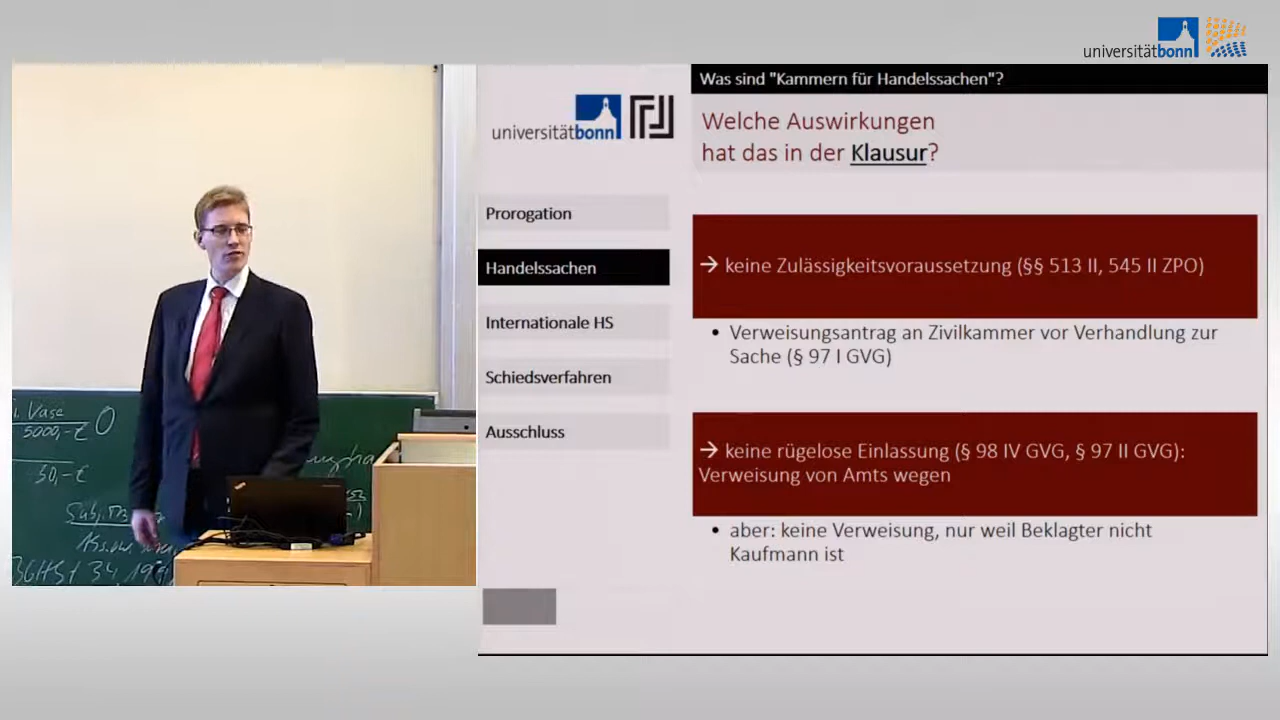 universitätbonn
Was sind "Kammern für Handelssachen"?
universitätbonn
Welche Auswirkungen
hat das in der Klausur?
Prorogation
Handelssachen
Internationale HS
Schiedsverfahren
Ausschluss
→ keine Zulässigkeitsvoraussetzung (§§ 513 II, 545 II ZPO)
• Verweisungsantrag an Zivilkammer vor Verhandlung zur
Sache (§ 97 I GVG)
→ keine rügelose Einlassung (§ 98 IV GVG, § 97 II GVG):
Verweisung von Amts wegen
• aber: keine Verweisung, nur weil Beklagter nicht
Kaufmann ist
Vase
5000,-€
50,-€
Subj.